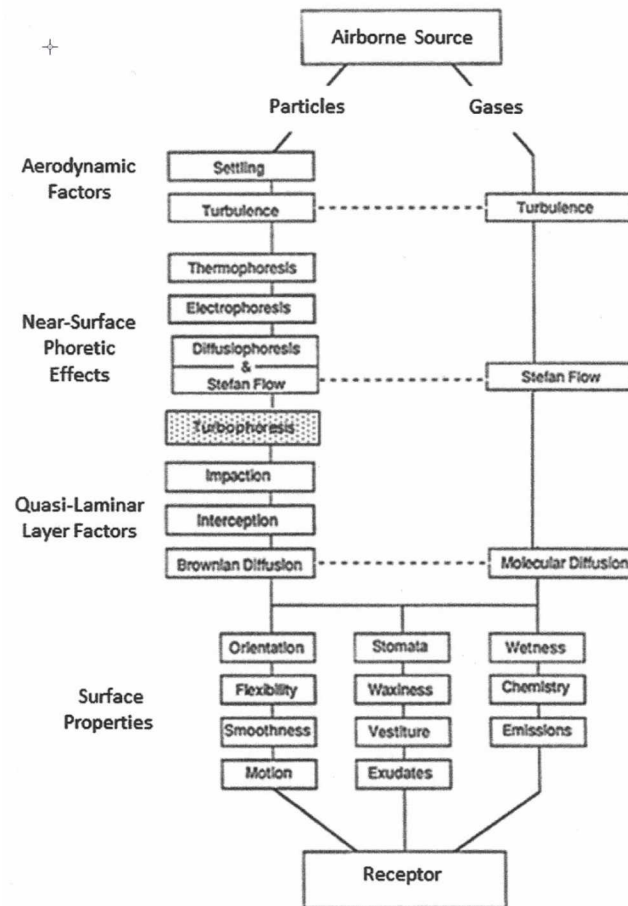 Airborne Source
Particles
Gases
Aerodynamic
Factors
Settling
Turbulence
Turbulence
Near-Surface
Phoretic
Effects
Thermophoresis
Electrophoresis
Diffusiophoresis
&
Stefan Flow
Stefan Flow
Turbophoresis
Quasi-Laminar
Layer Factors
Impaction
Interception
Brownian Diffusion
Molecular Diffusion
Surface
Properties
Orientation
Flexibility
Smoothness
Motion
Stomata
Waxiness
Vestiture
Exudates
Wetness
Chemistry
Emissions
Receptor